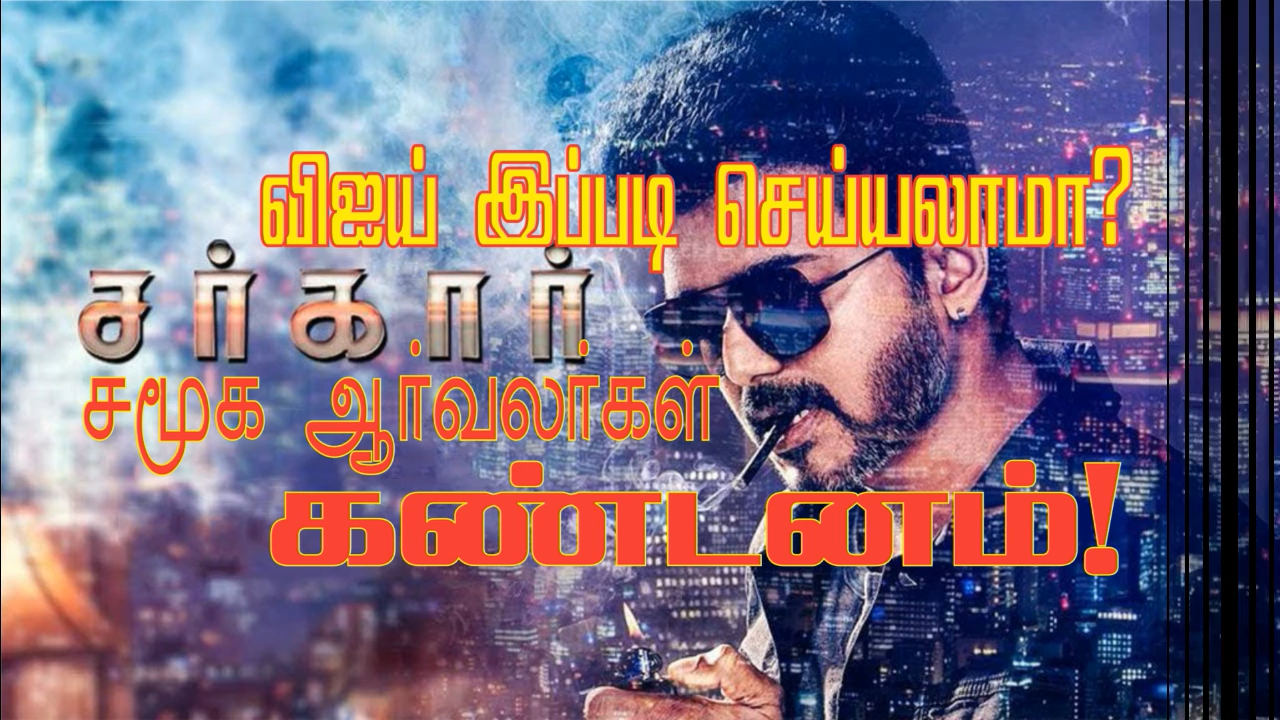 விஜய் இப்படி செய்யலாமா?
சர்கார்
சமூக ஆர்வலர்கள்
கண்டனம்!